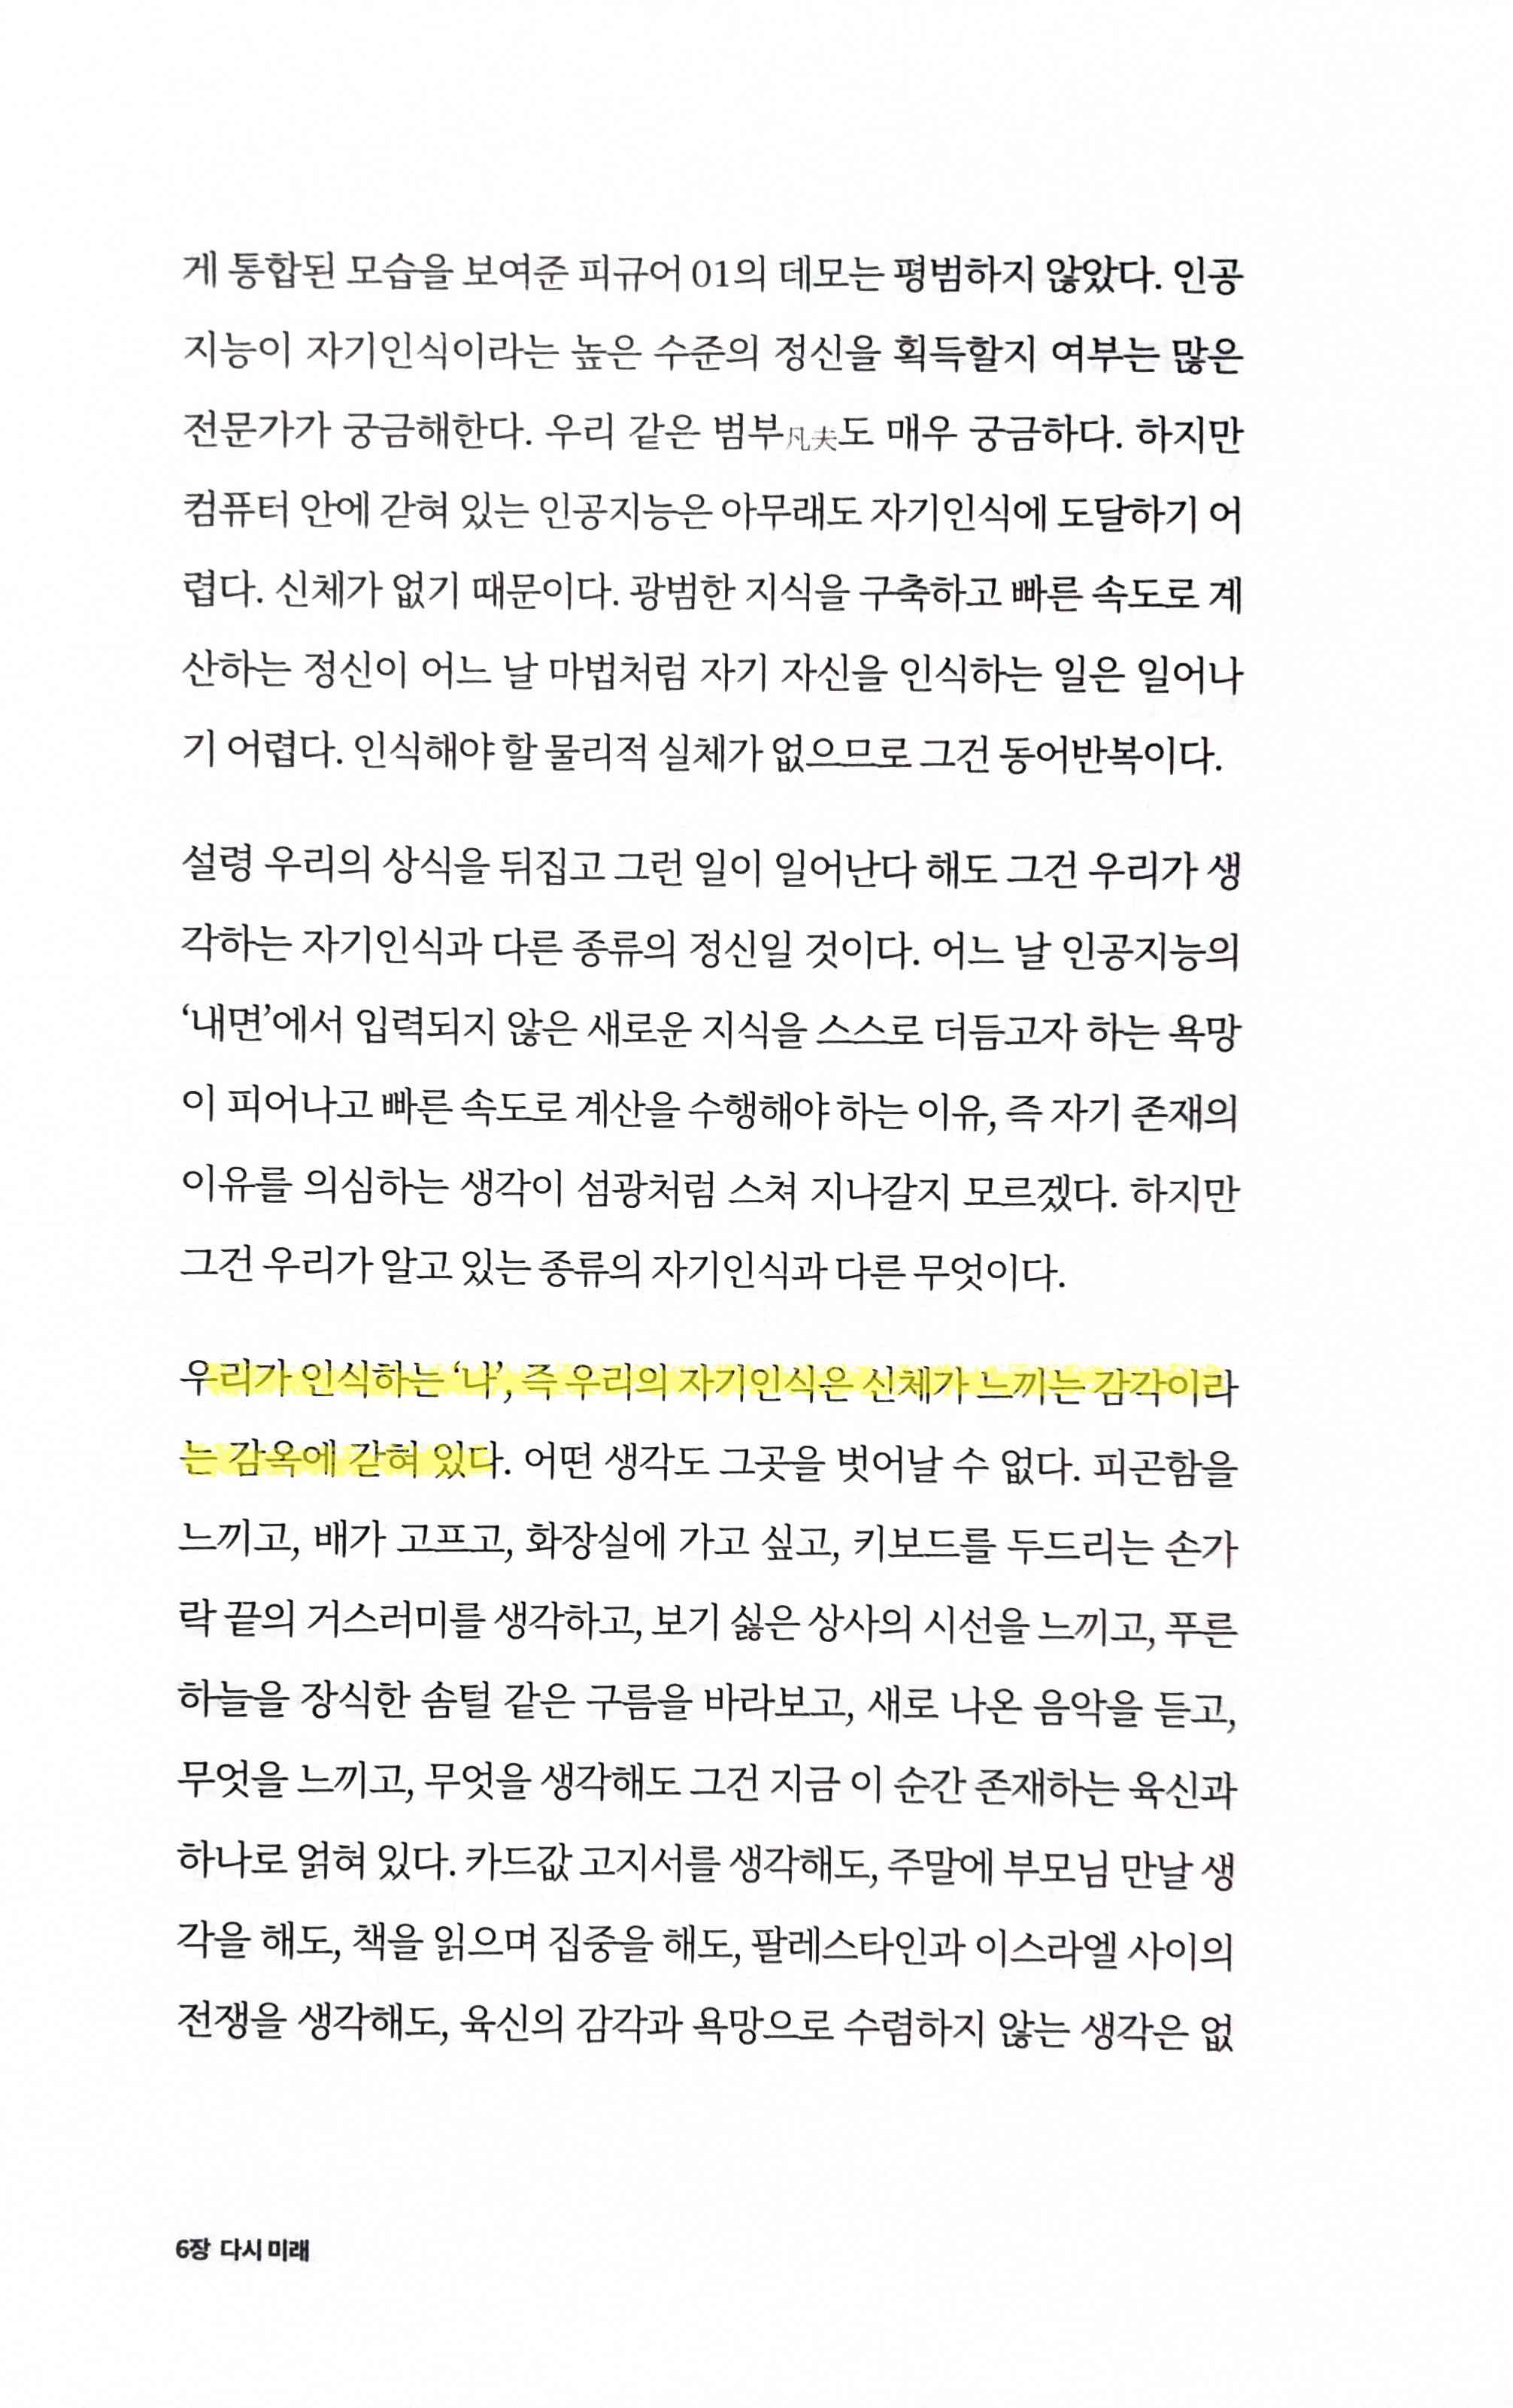 게 통합된 모습을 보여준 피규어 01의 데모는 평범하지 않았다. 인공
지능이 자기인식이라는 높은 수준의 정신을 획득할지 여부는 많은
전문가가 궁금해한다. 우리 같은 범부凡夫도 매우 궁금하다. 하지만
컴퓨터 안에 갇혀 있는 인공지능은 아무래도 자기인식에 도달하기 어
렵다. 신체가 없기 때문이다. 광범한 지식을 구축하고 빠른 속도로 계
산하는 정신이 어느 날 마법처럼 자기 자신을 인식하는 일은 일어나
기 어렵다. 인식해야 할 물리적 실체가 없으므로 그건 동어반복이다.
설령 우리의 상식을 뒤집고 그런 일이 일어난다 해도 그건 우리가 생
각하는 자기인식과 다른 종류의 정신일 것이다. 어느 날 인공지능의
‘내면’에서 입력되지 않은 새로운 지식을 스스로 더듬고자 하는 욕망
이 피어나고 빠른 속도로 계산을 수행해야 하는 이유, 즉 자기 존재의
이유를 의심하는 생각이 섬광처럼 스쳐 지나갈지 모르겠다. 하지만
그건 우리가 알고 있는 종류의 자기인식과 다른 무엇이다.
우리가 인식하는 ‘나’, 즉 우리의 자기인식은 신체가 느끼는 감각이라
는 감옥에 갇혀 있다. 어떤 생각도 그곳을 벗어날 수 없다. 피곤함을
느끼고, 배가 고프고, 화장실에 가고 싶고, 키보드를 두드리는 손가
락 끝의 거스러미를 생각하고, 보기 싫은 상사의 시선을 느끼고, 푸른
하늘을 장식한 솜털 같은 구름을 바라보고, 새로 나온 음악을 듣고,
무엇을 느끼고, 무엇을 생각해도 그건 지금 이 순간 존재하는 육신과
하나로 얽혀 있다. 카드값 고지서를 생각해도, 주말에 부모님 만날 생
각을 해도, 책을 읽으며 집중을 해도, 팔레스타인과 이스라엘 사이의
전쟁을 생각해도, 육신의 감각과 욕망으로 수렴하지 않는 생각은 없
6장 다시 미래